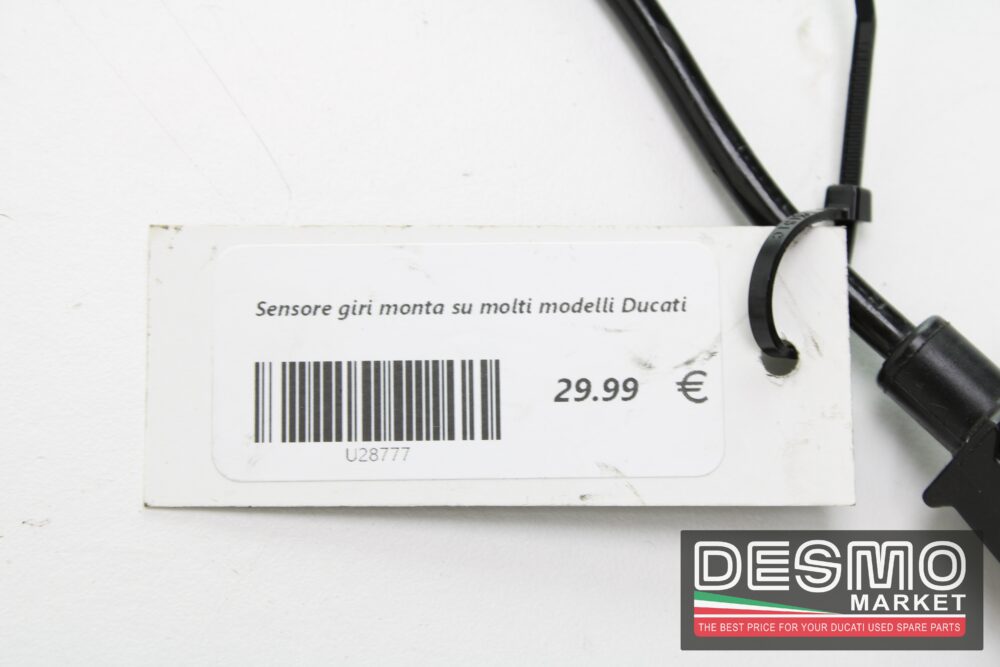 Sensore giri monta su molti modelli Ducati
29.99 €
U28777
DESMO
MARKET
THE BEST PRICE FOR YOUR DUCATI USED SPARE PARTS